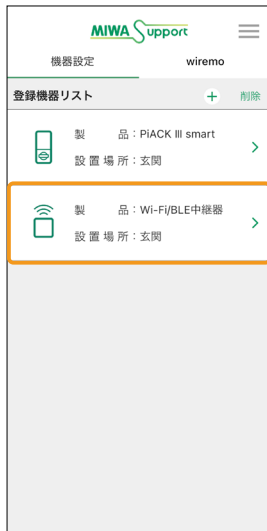 MIWA Support
機器設定 wiremo
登録機器リスト + 削除
製 品：PiACK Ⅲ smart
設置場所：玄関
製 品：Wi-Fi/BLE中継器
設置場所：玄関